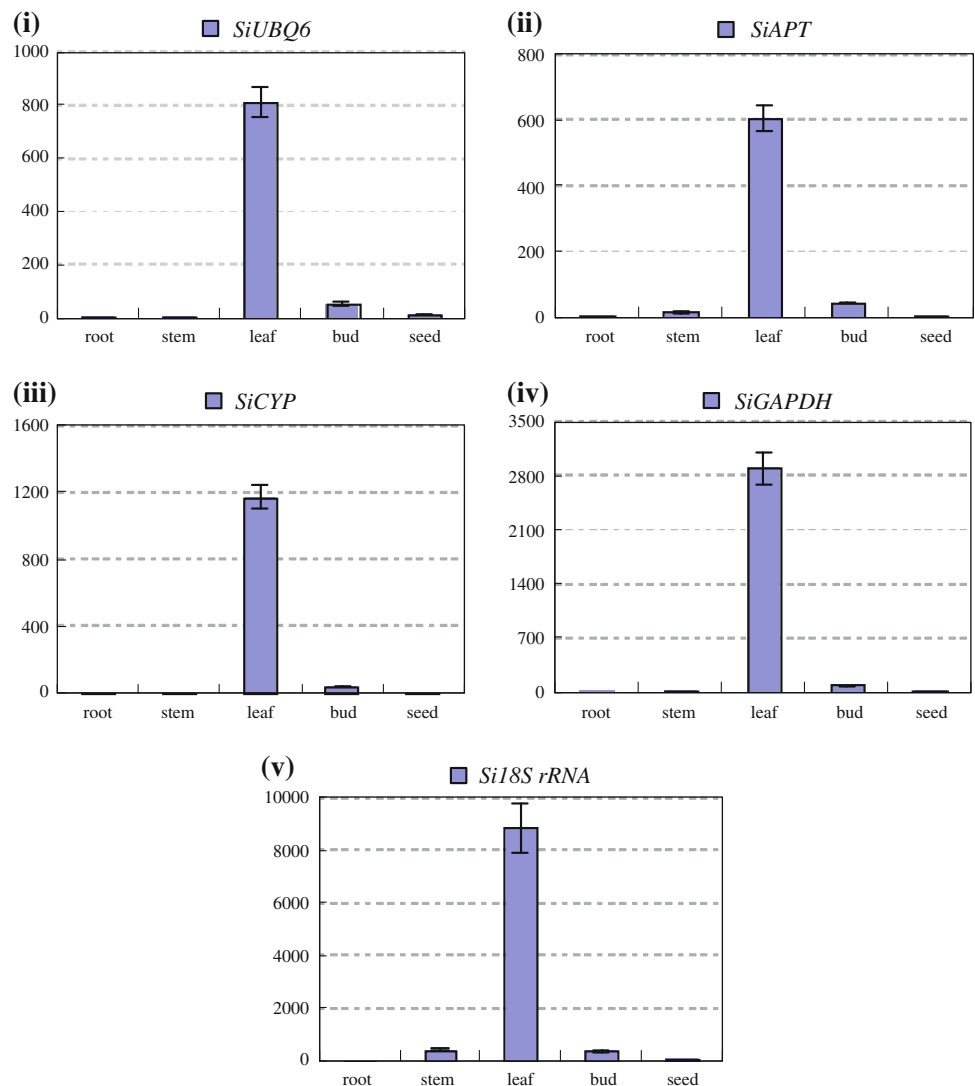 (i)
SiUBQ6
1000
800
600
400
200
0
root stem leaf bud seed
(ii)
SiAPT
800
600
400
200
0
root stem leaf bud seed
(iii)
SiCYP
1600
1200
800
400
0
root stem leaf bud seed
(iv)
SiGAPDH
3500
2800
2100
1400
700
0
root stem leaf bud seed
(v)
Si18S rRNA
10000
8000
6000
4000
2000
0
root stem leaf bud seed